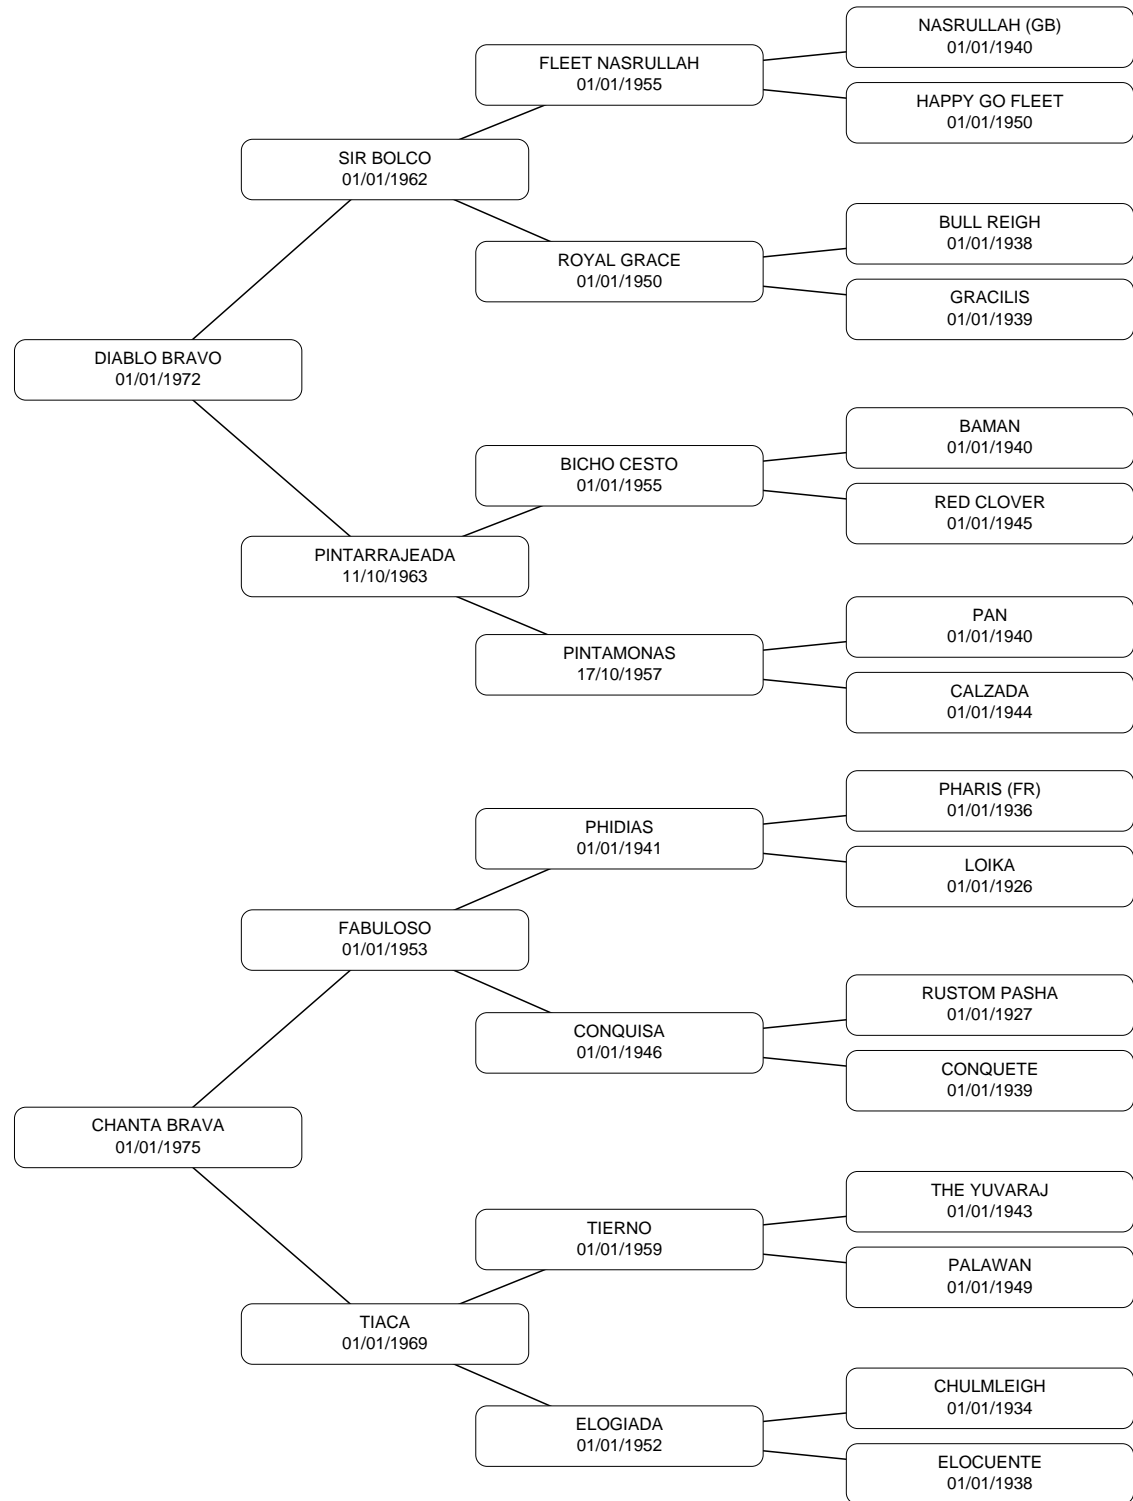 NASRULLAH (GB)
01/01/1940
FLEET NASRULLAH
01/01/1955
HAPPY GO FLEET
01/01/1950
SIR BOLCO
01/01/1962
BULL REIGH
01/01/1938
ROYAL GRACE
01/01/1950
GRACILIS
01/01/1939
DIABLO BRAVO
01/01/1972
BAMAN
01/01/1940
BICHO CESTO
01/01/1955
RED CLOVER
01/01/1945
PINTARRAJEADA
11/10/1963
PAN
01/01/1940
PINTAMONAS
17/10/1957
CALZADA
01/01/1944
PHARIS (FR)
01/01/1936
PHIDIAS
01/01/1941
LOIKA
01/01/1926
FABULOSO
01/01/1953
RUSTOM PASHA
01/01/1927
CONQUISA
01/01/1946
CONQUETE
01/01/1939
CHANTA BRAVA
01/01/1975
THE YUVARAJ
01/01/1943
TIERNO
01/01/1959
PALAWAN
01/01/1949
TIACA
01/01/1969
CHULMLEIGH
01/01/1934
ELOGIADA
01/01/1952
ELOCUENTE
01/01/1938